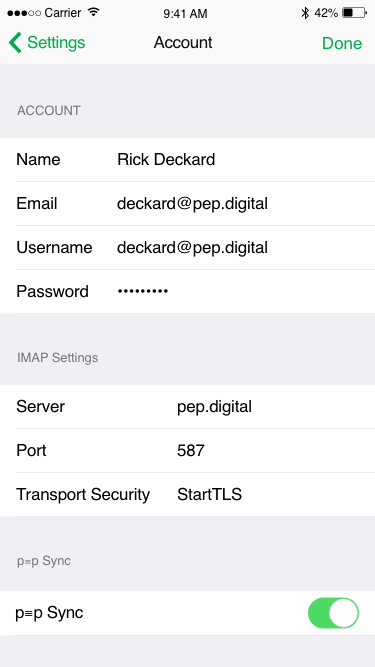 Carrier 9:41 AM 42%
Settings Account Done
ACCOUNT
Name Rick Deckard
Email deckard@pep.digital
Username deckard@pep.digital
Password •••••••••
IMAP Settings
Server pep.digital
Port 587
Transport Security StartTLS
p≡p Sync
p≡p Sync